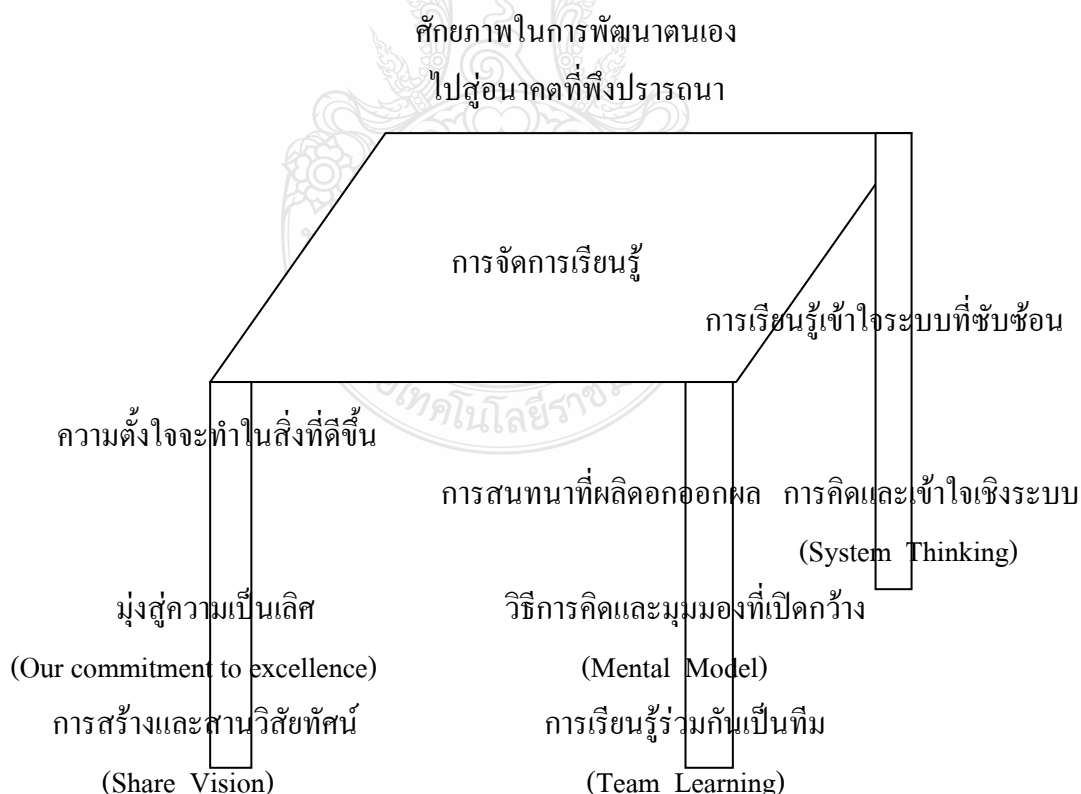 ศักยภาพในการพัฒนาตนเอง
ไปสู่อนาคตที่พึงปรารถนา
การจัดการเรียนรู้
การเรียนรู้เข้าใจระบบที่ซับซ้อน
ความตั้งใจจะทำในสิ่งที่ดีขึ้น
การสนทนาที่ผลิดอกออกผล การคิดและเข้าใจเชิงระบบ
(System Thinking)
มุ่งสู่ความเป็นเลิศ วิธีการคิดและมุมมองที่เปิดกว้าง
(Our commitment to excellence) (Mental Model)
การสร้างและสานวิสัยทัศน์ การเรียนรู้ร่วมกันเป็นทีม
(Share Vision) (Team Learning)